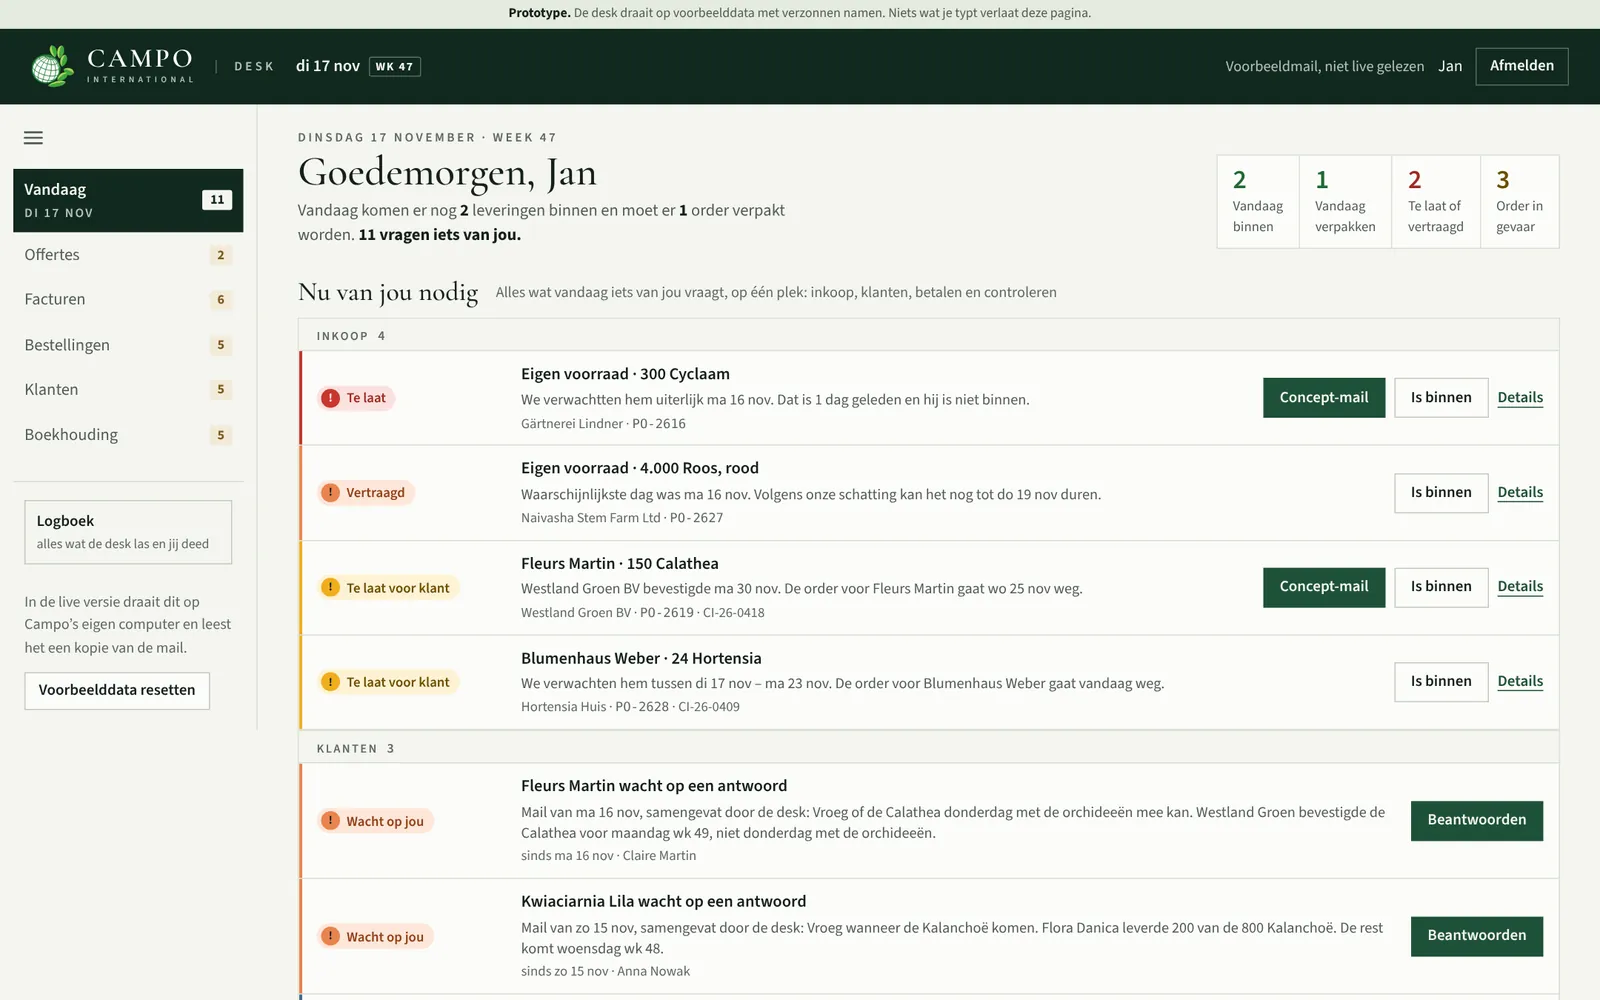 Prototype. De desk draait op voorbeelddata met verzonnen namen. Niets wat je typt verlaat deze pagina.
CAMPO
INTERNATIONAL
DESK
di 17 nov
WK 47
Voorbeeldmail, niet live gelezen
Jan
Afmelden
Vandaag
DI 17 NOV
11
Offertes
2
Facturen
6
Bestellingen
5
Klanten
5
Boekhouding
5
Logboek
alles wat de desk las en jij deed
In de live versie draait dit op
Campo’s eigen computer en leest
het een kopie van de mail.
Voorbeelddata resetten
DINSDAG 17 NOVEMBER · WEEK 47
Goedemorgen, Jan
Vandaag komen er nog 2 leveringen binnen en moet er 1 order verpakt
worden. 11 vragen iets van jou.
2
Vandaag
binnen
1
Vandaag
verpakken
2
Te laat of
vertraagd
3
Order in
gevaar
Nu van jou nodig
Alles wat vandaag iets van jou vraagt, op één plek: inkoop, klanten, betalen en controleren
INKOOP 4
! Te laat
Eigen voorraad · 300 Cyclaam
We verwachtten hem uiterlijk ma 16 nov. Dat is 1 dag geleden en hij is niet binnen.
Gärtnerei Lindner · PO-2616
Concept-mail
Is binnen
Details
! Vertraagd
Eigen voorraad · 4.000 Roos, rood
Waarschijnlijkste dag was ma 16 nov. Volgens onze schatting kan het nog tot do 19 nov duren.
Naivasha Stem Farm Ltd · PO-2627
Is binnen
Details
! Te laat voor klant
Fleurs Martin · 150 Calathea
Westland Groen BV bevestigde ma 30 nov. De order voor Fleurs Martin gaat wo 25 nov weg.
Westland Groen BV · PO-2619 · CI-26-0418
Concept-mail
Is binnen
Details
! Te laat voor klant
Blumenhaus Weber · 24 Hortensia
We verwachten hem tussen di 17 nov – ma 23 nov. De order voor Blumenhaus Weber gaat vandaag weg.
Hortensia Huis · PO-2628 · CI-26-0409
Is binnen
Details
KLANTEN 3
! Wacht op jou
Fleurs Martin wacht op een antwoord
Mail van ma 16 nov, samengevat door de desk: Vroeg of de Calathea donderdag met de orchideeën mee kan. Westland Groen bevestigde de
Calathea voor maandag wk 49, niet donderdag met de orchideeën.
sinds ma 16 nov · Claire Martin
Beantwoorden
! Wacht op jou
Kwiaciarnia Lila wacht op een antwoord
Mail van zo 15 nov, samengevat door de desk: Vroeg wanneer de Kalanchoë komen. Flora Danica leverde 200 van de 800 Kalanchoë. De rest
komt woensdag wk 48.
sinds zo 15 nov · Anna Nowak
Beantwoorden